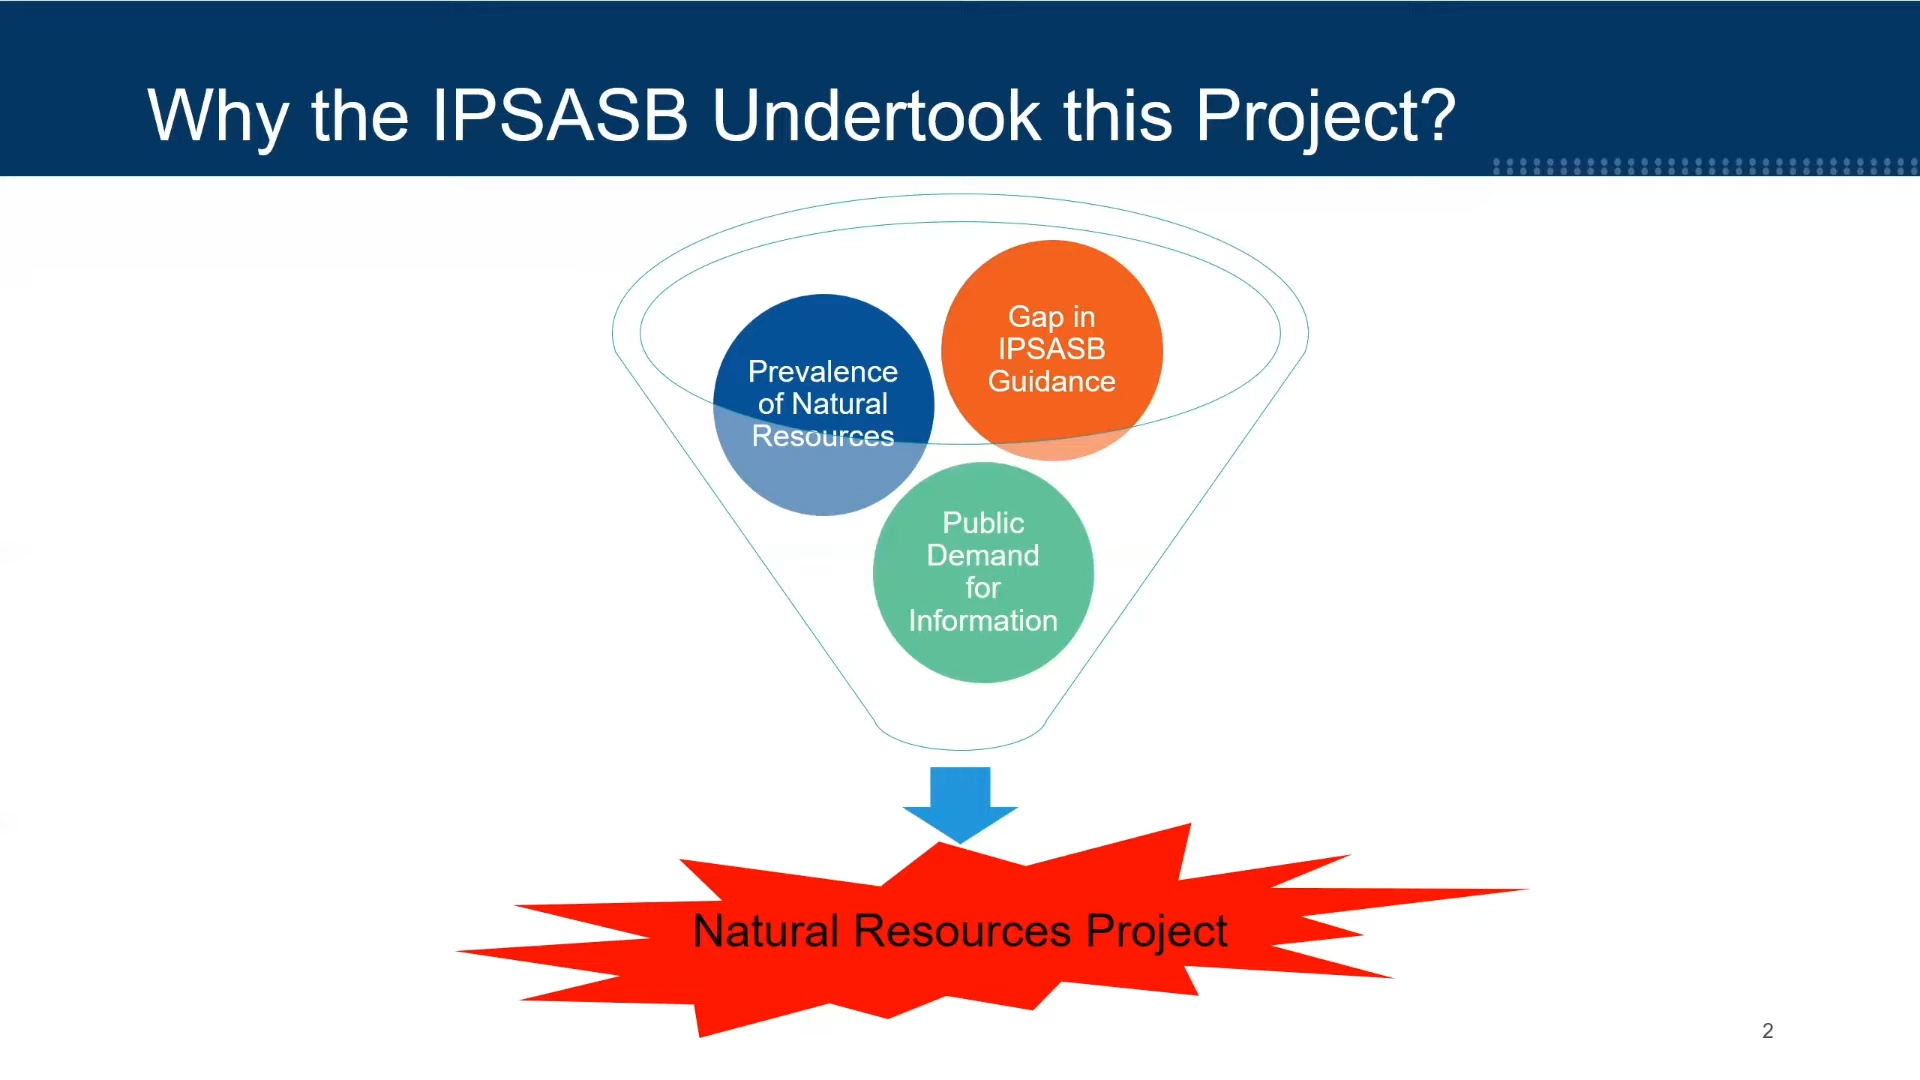 Why the IPSASB Undertook this Project?
Gap in
IPSASB
Guidance
Prevalence
of Natural
Resources
Public
Demand
for
Information
Natural Resources Project
2